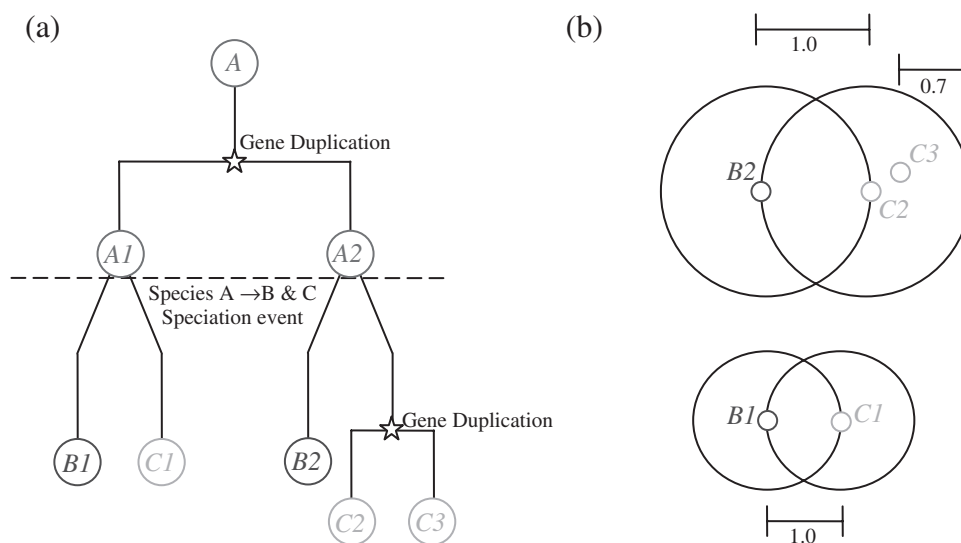 (a)
A
Gene Duplication
A1
A2
Species A →B & C
Speciation event
Gene Duplication
B1
C1
B2
C2
C3
(b)
1.0
0.7
B2
C3
C2
B1
C1
1.0